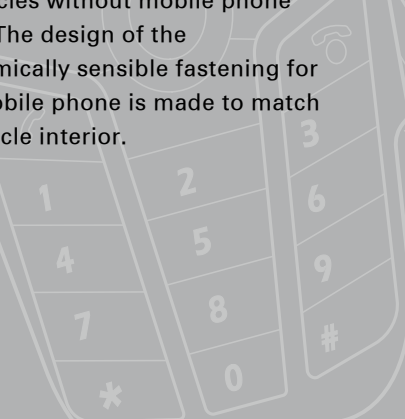 cles without mobile phone
The design of the
mically sensible fastening for
bile phone is made to match
cle interior.
1 2 3
4 5 6
7 8 9
* 0 #